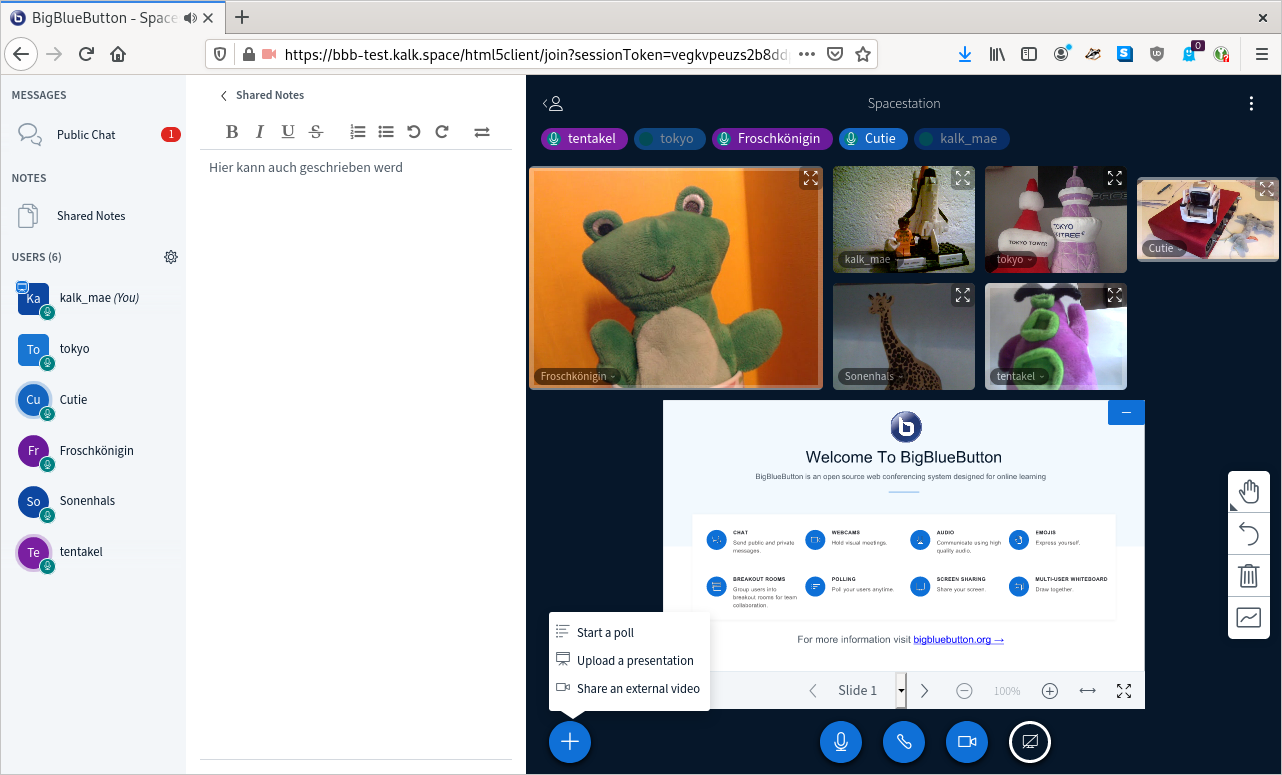 BigBlueButton - Space
https://bbb-test.kalk.space/html5client/join?sessionToken=vegkvpeuzs2b8dd
0
MESSAGES
Public Chat
1
NOTES
Shared Notes
USERS (6)
Ka
kalk_mae (You)
To
tokyo
Cu
Cutie
Fr
Froschkönigin
So
Sonenhals
Te
tentakel
Shared Notes
B I U S
Hier kann auch geschrieben werd
Spacestation
tentakel
tokyo
Froschkönigin
Cutie
kalk_mae
Froschkönigin
kalk_mae
TOKYO TOWER
TOKYO
tokyo
Cutie
Sonenhals
tentakel
Welcome To BigBlueButton
BigBlueButton is an open source web conferencing system designed for online learning
CHAT
Send public and private
messages.
WEBCAMS
Hold visual meetings.
AUDIO
Communicate using high
quality audio.
EMOJIS
Express yourself.
BREAKOUT ROOMS
Group users into
breakout rooms for team
collaboration.
POLLING
Poll your users anytime.
SCREEN SHARING
Share your screen.
MULTI-USER WHITEBOARD
Draw together.
For more information visit bigbluebutton.org →
Slide 1
100%
Start a poll
Upload a presentation
Share an external video